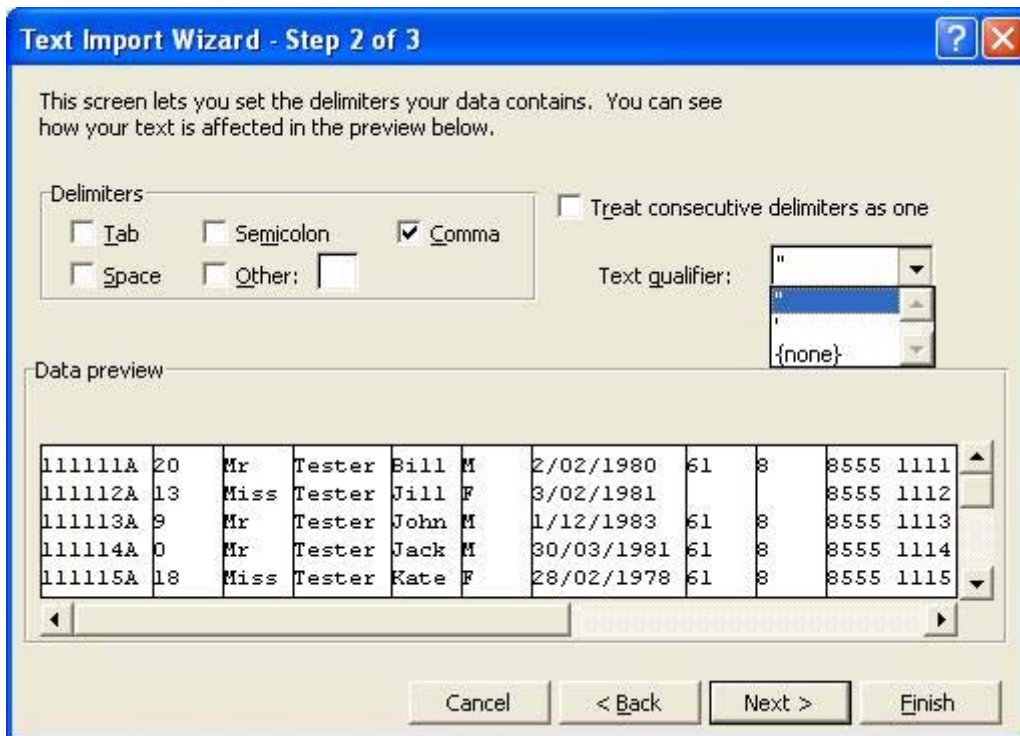 Text Import Wizard - Step 2 of 3
This screen lets you set the delimiters your data contains. You can see
how your text is affected in the preview below.
Delimiters
Tab Semicolon Comma
Space Other:
Treat consecutive delimiters as one
Text qualifier: "
"
'
{none}
Data preview
111111A 20 Mr Tester Bill M 2/02/1980 61 8 8555 1111
111112A 13 Miss Tester Jill F 3/02/1981 8555 1112
111113A 9 Mr Tester John M 1/12/1983 61 8 8555 1113
111114A 0 Mr Tester Jack M 30/03/1981 61 8 8555 1114
111115A 18 Miss Tester Kate F 28/02/1978 61 8 8555 1115
Cancel < Back Next > Finish